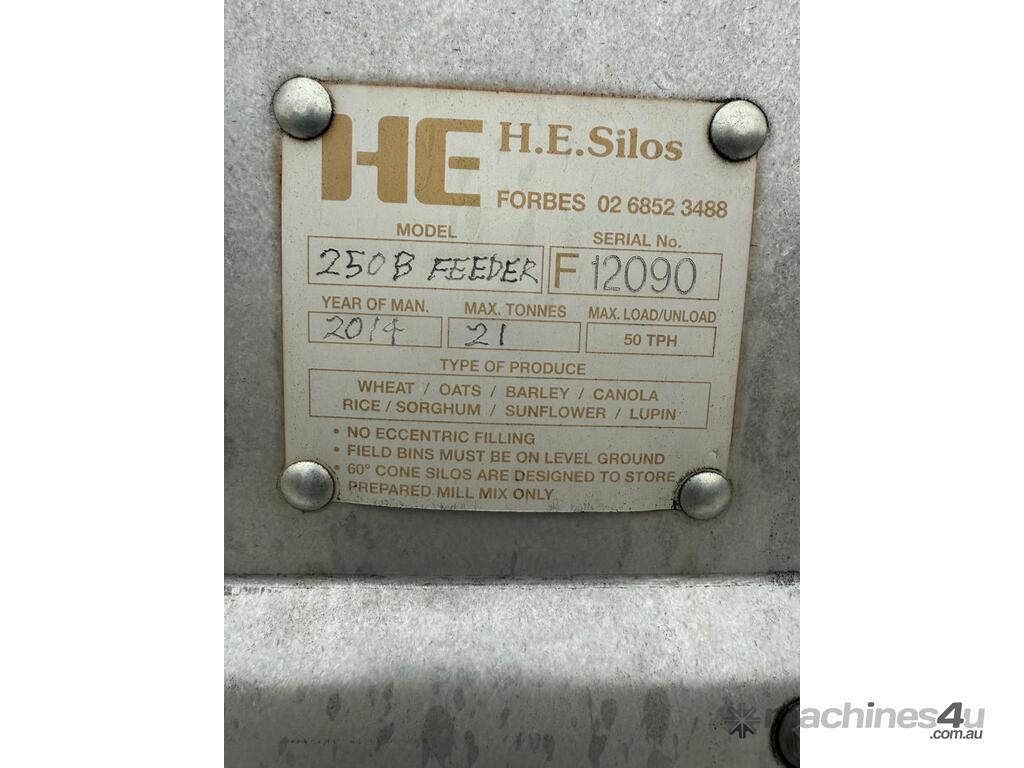 HE H.E.Silos
FORBES 02 6852 3488
MODEL SERIAL No.
250B FEEDER F 12090
YEAR OF MAN. MAX. TONNES MAX. LOAD/UNLOAD
2014 21 50 TPH
TYPE OF PRODUCE
WHEAT / OATS / BARLEY / CANOLA
RICE / SORGHUM / SUNFLOWER / LUPIN
• NO ECCENTRIC FILLING
• FIELD BINS MUST BE ON LEVEL GROUND
• 60° CONE SILOS ARE DESIGNED TO STORE
PREPARED MILL MIX ONLY
machines4u
.com.au